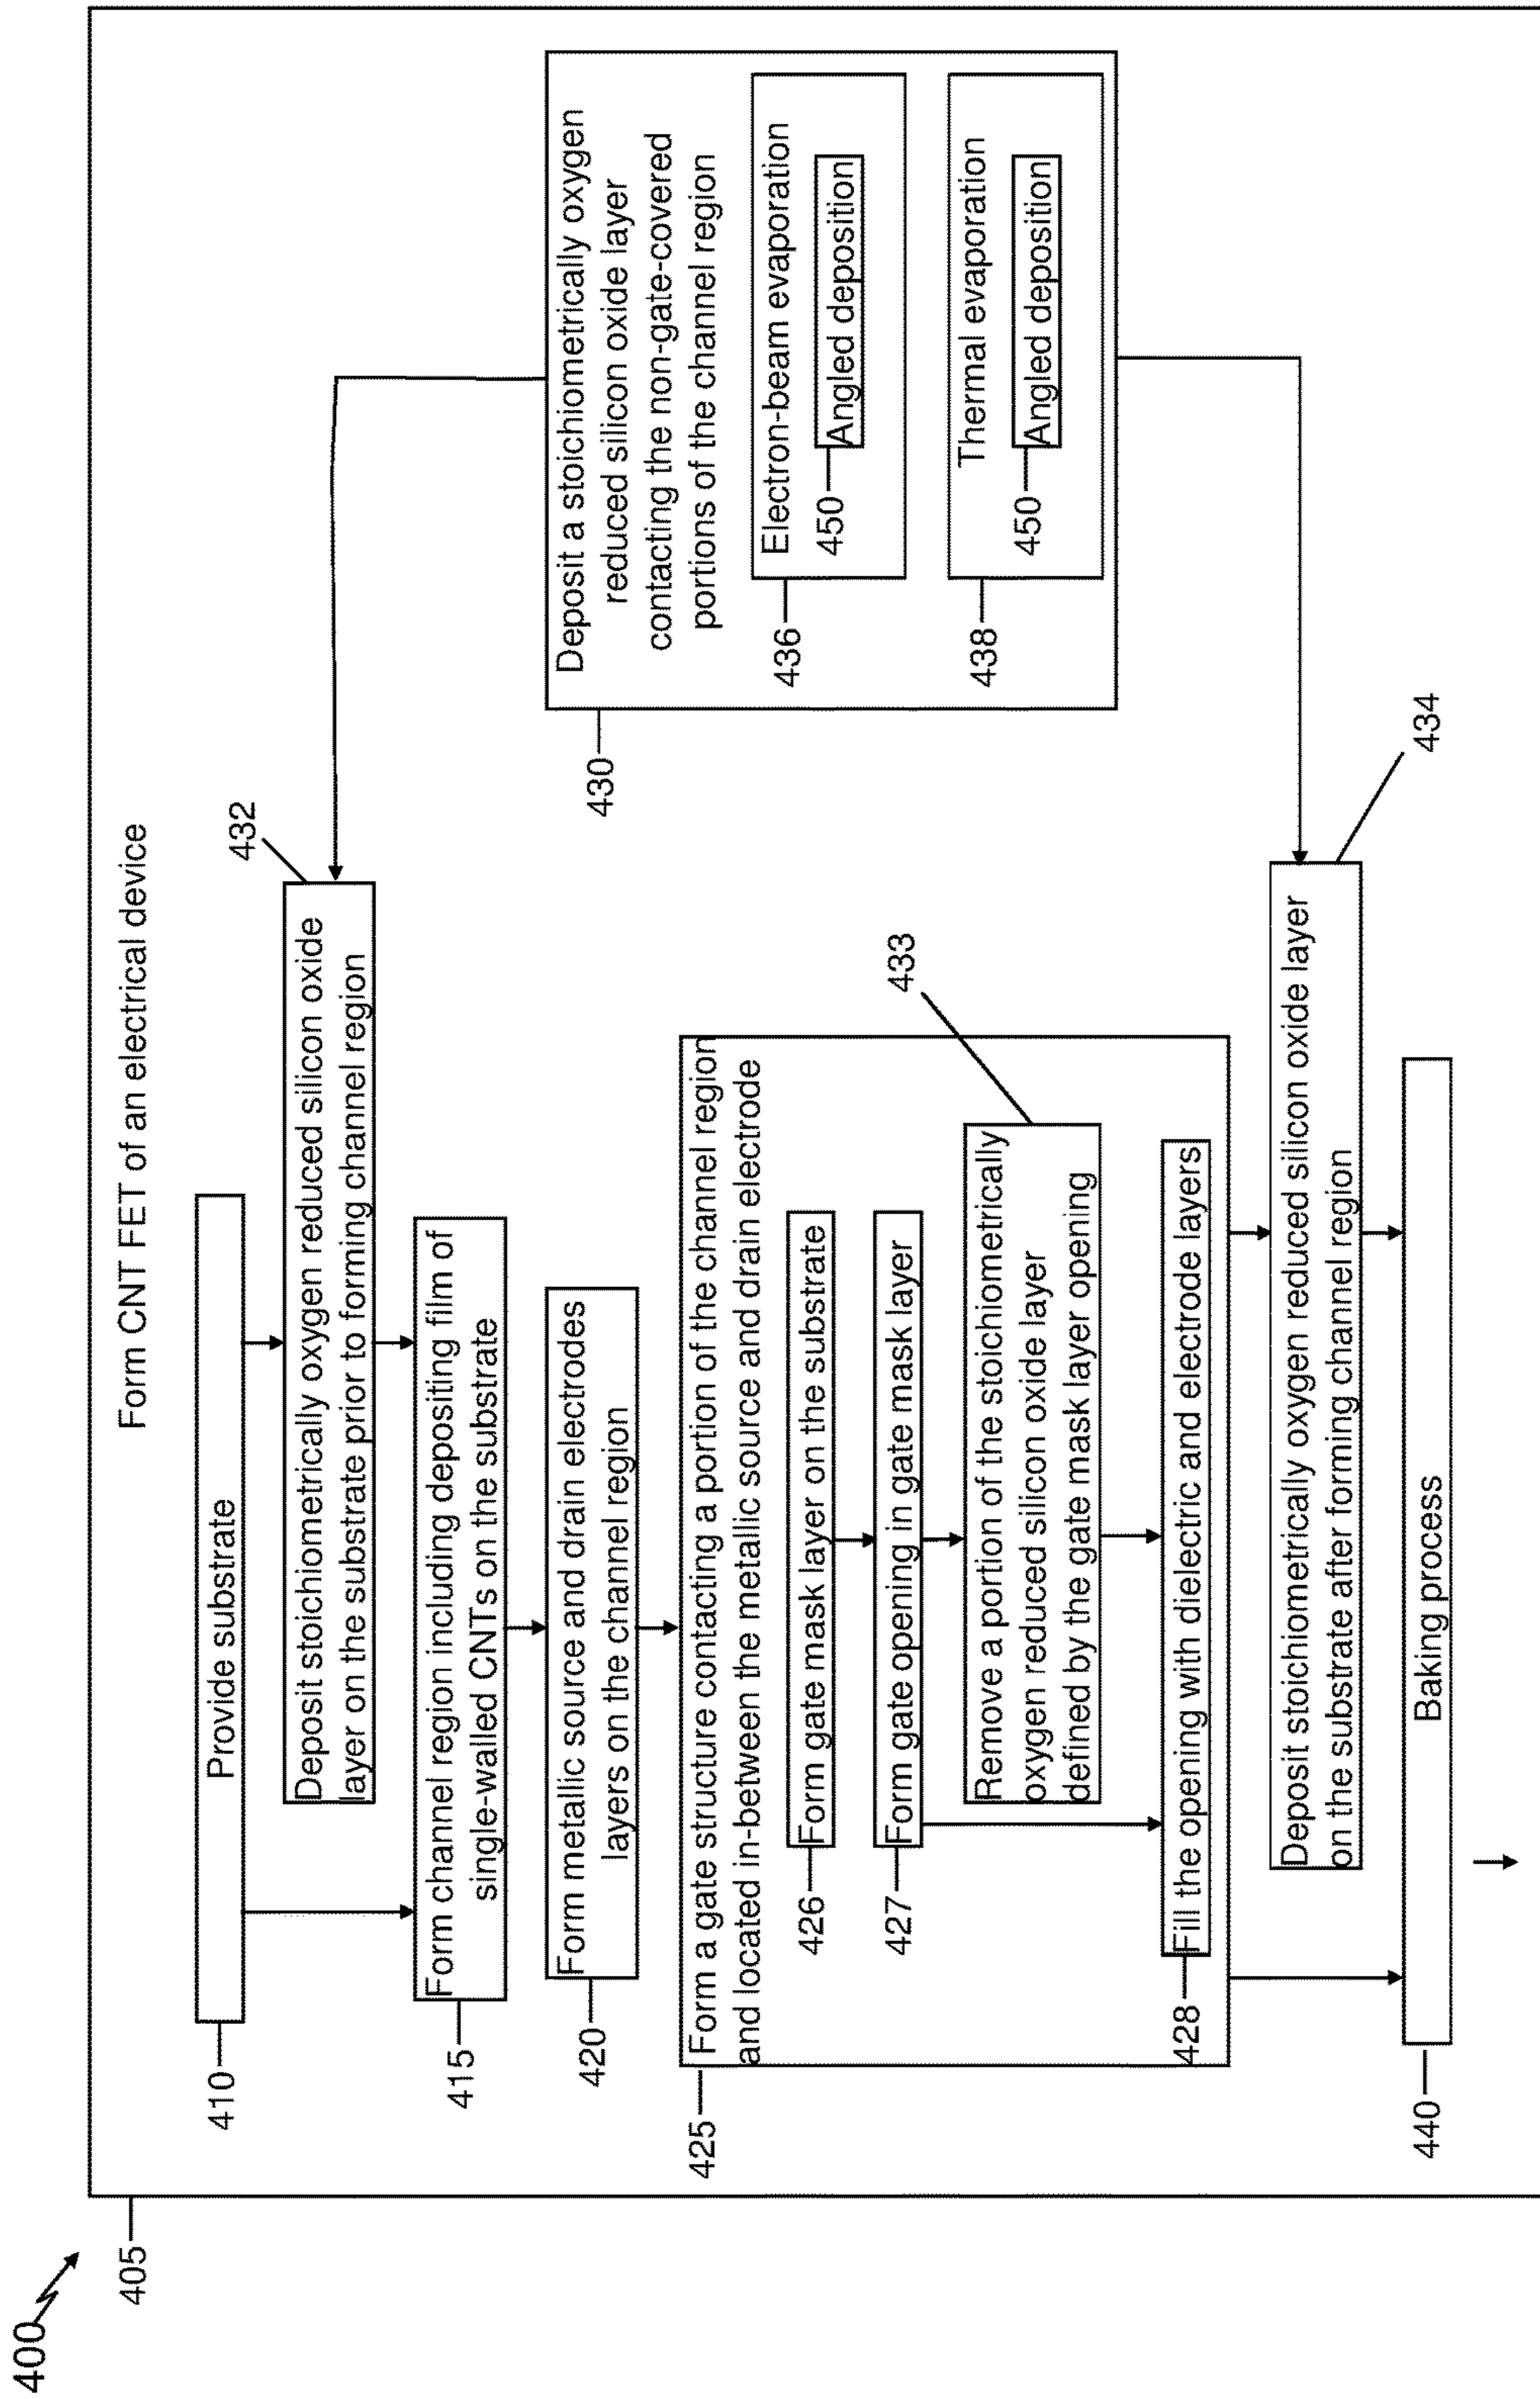 400
405
Form CNT FET of an electrical device
410
Provide substrate
432
Deposit stoichiometrically oxygen reduced silicon oxide
layer on the substrate prior to forming channel region
415
Form channel region including depositing film of
single-walled CNTs on the substrate
420
Form metallic source and drain electrodes
layers on the channel region
425
Form a gate structure contacting a portion of the channel region
and located in-between the metallic source and drain electrode
426
Form gate mask layer on the substrate
427
Form gate opening in gate mask layer
433
Remove a portion of the stoichiometrically
oxygen reduced silicon oxide layer
defined by the gate mask layer opening
428
Fill the opening with dielectric and electrode layers
430
Deposit a stoichiometrically oxygen
reduced silicon oxide layer
contacting the non-gate-covered
portions of the channel region
436
Electron-beam evaporation
450
Angled deposition
438
Thermal evaporation
450
Angled deposition
434
Deposit stoichiometrically oxygen reduced silicon oxide layer
on the substrate after forming channel region
440
Baking process